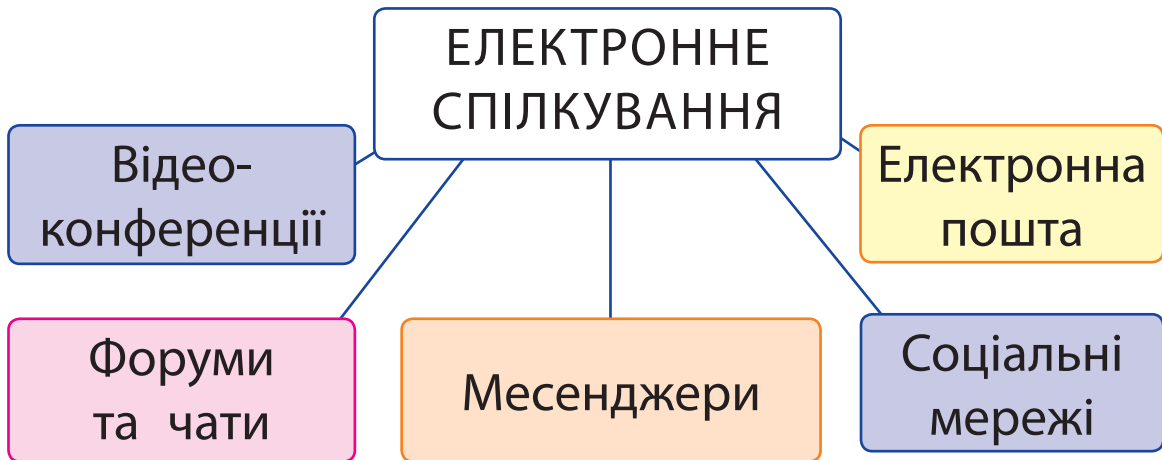 ЕЛЕКТРОННЕ
СПІЛКУВАННЯ
Відео-
конференції
Електронна
пошта
Форуми
та чати
Месенджери
Соціальні
мережі